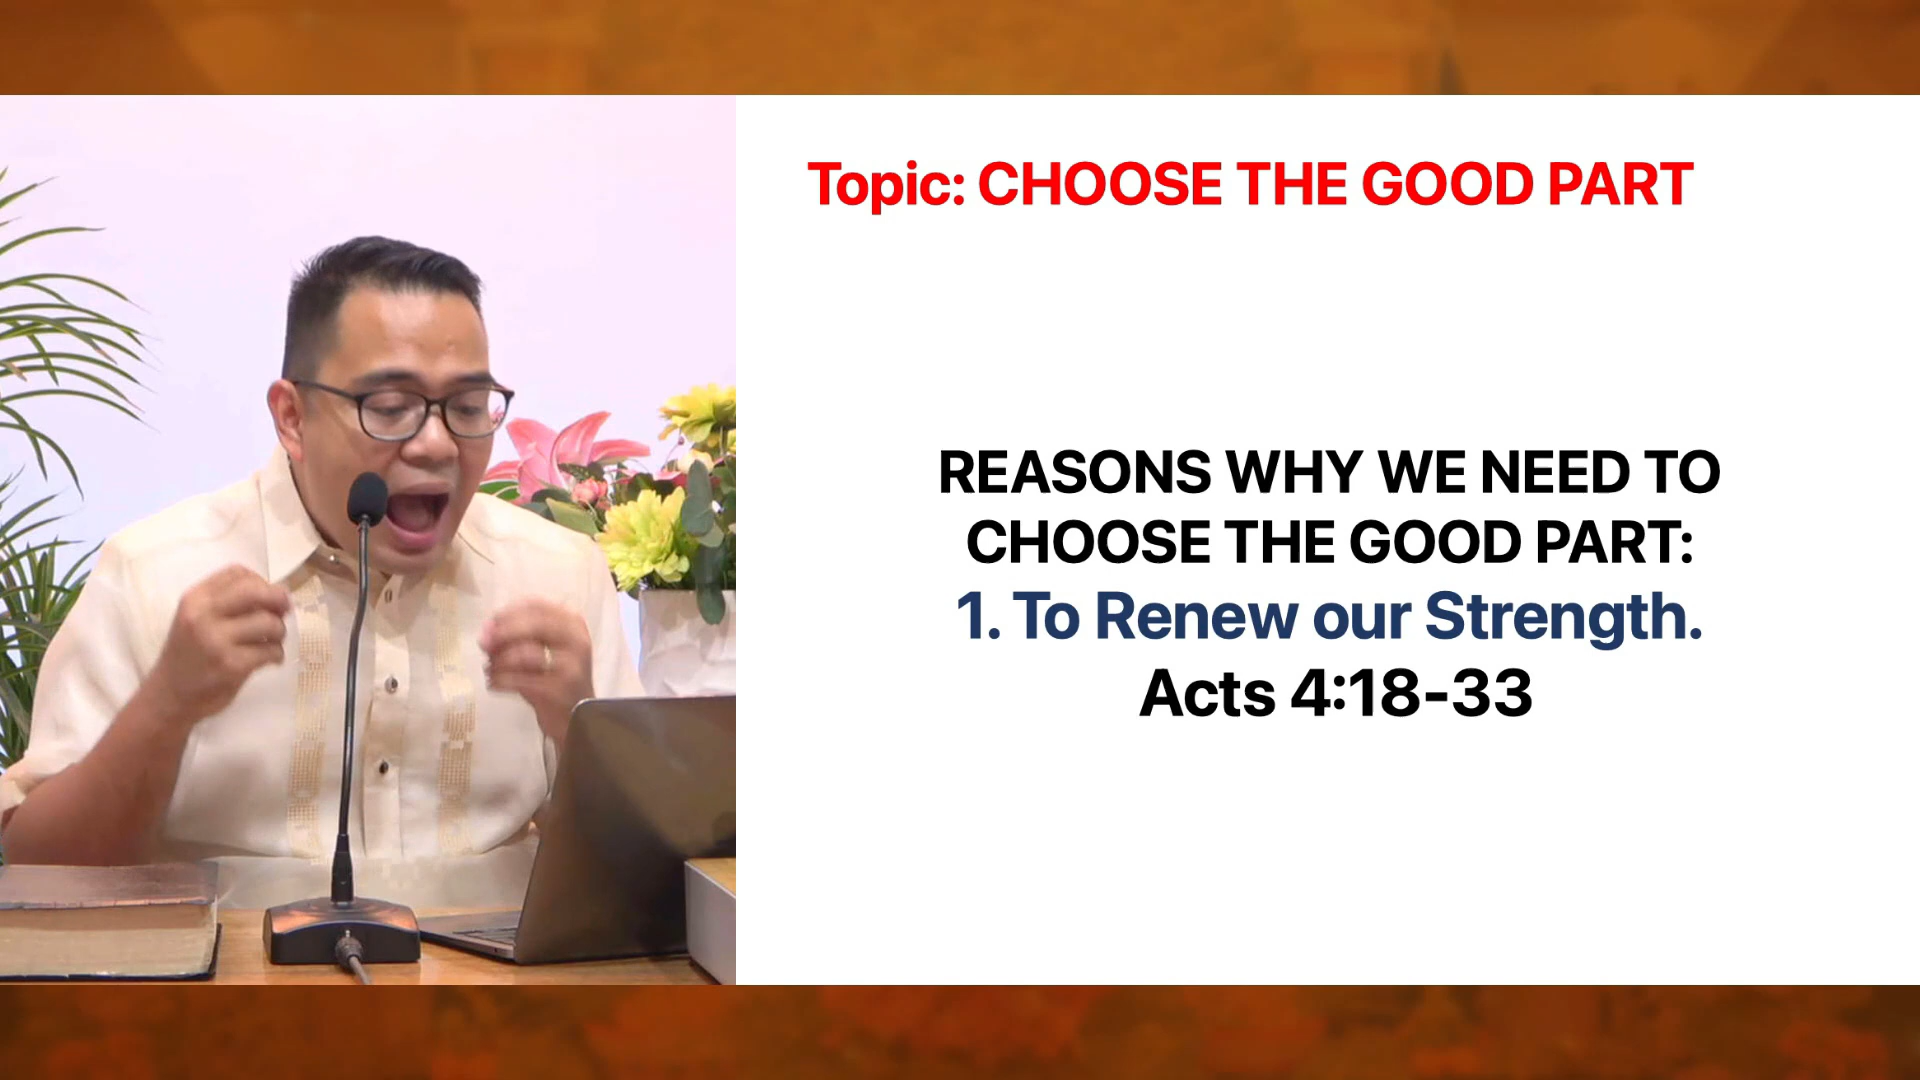 Topic: CHOOSE THE GOOD PART
REASONS WHY WE NEED TO
CHOOSE THE GOOD PART:
1. To Renew our Strength.
Acts 4:18-33